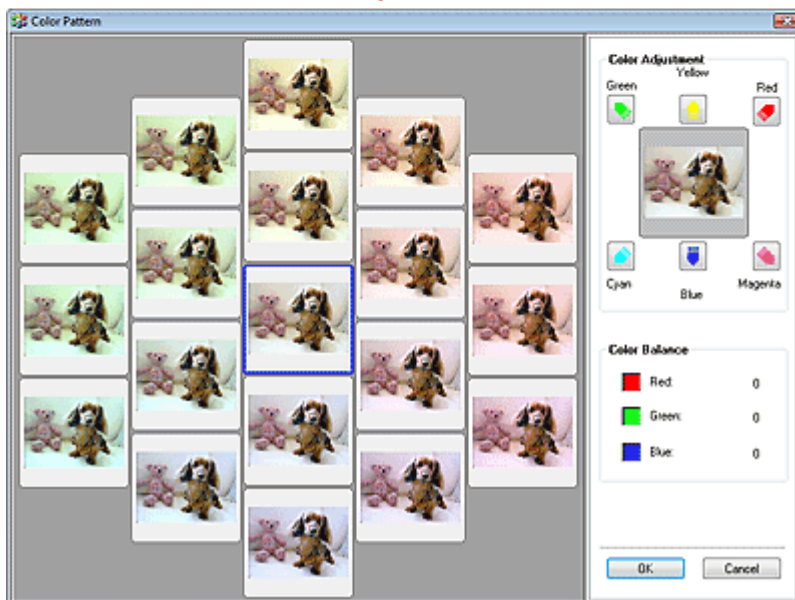 Color Pattern
Color Adjustment
Yellow
Green
Red
Cyan
Blue
Magenta
Color Balance
Red: 0
Green: 0
Blue: 0
OK
Cancel